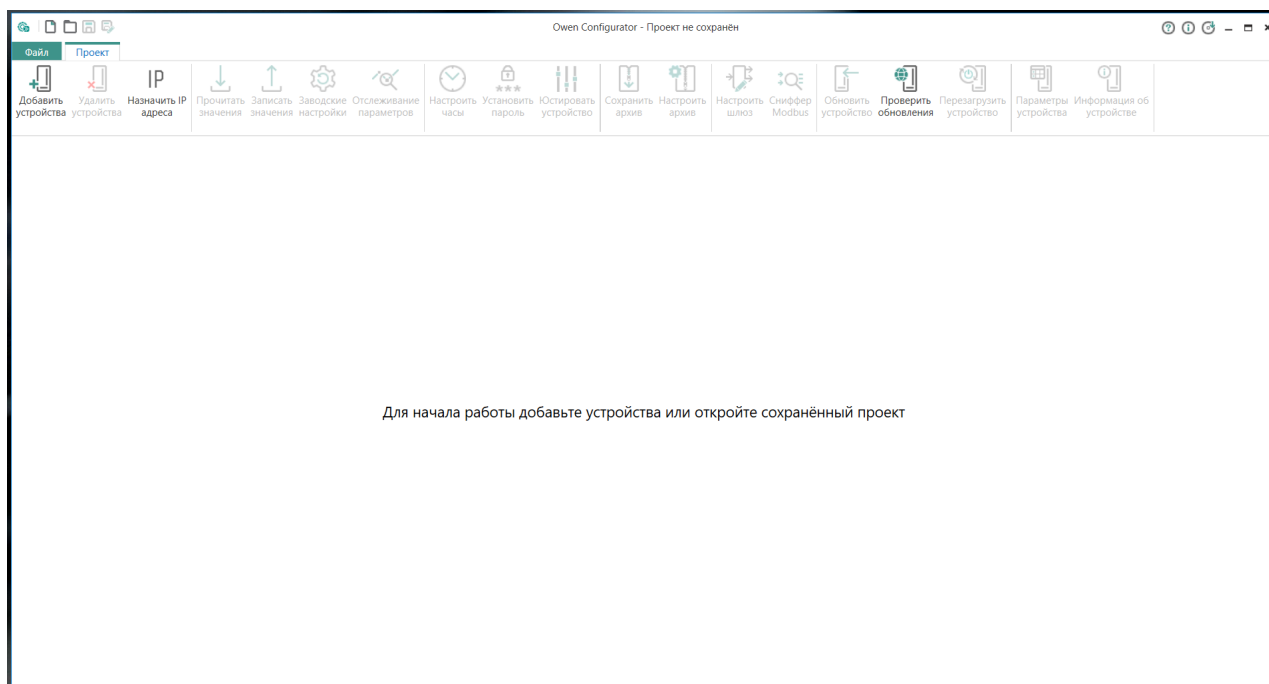 Owen Configurator - Проект не сохранён
Файл Проект
Добавить устройства
Удалить устройства
Назначить IP адреса
Прочитать значения
Записать значения
Заводские настройки
Отслеживание параметров
Настроить часы
Установить пароль
Юстировать устройство
Сохранить архив
Настроить архив
Настроить шлюз
Сниффер Modbus
Обновить устройство
Проверить обновления
Перезагрузить устройство
Параметры устройства
Информация об устройстве
Для начала работы добавьте устройства или откройте сохранённый проект